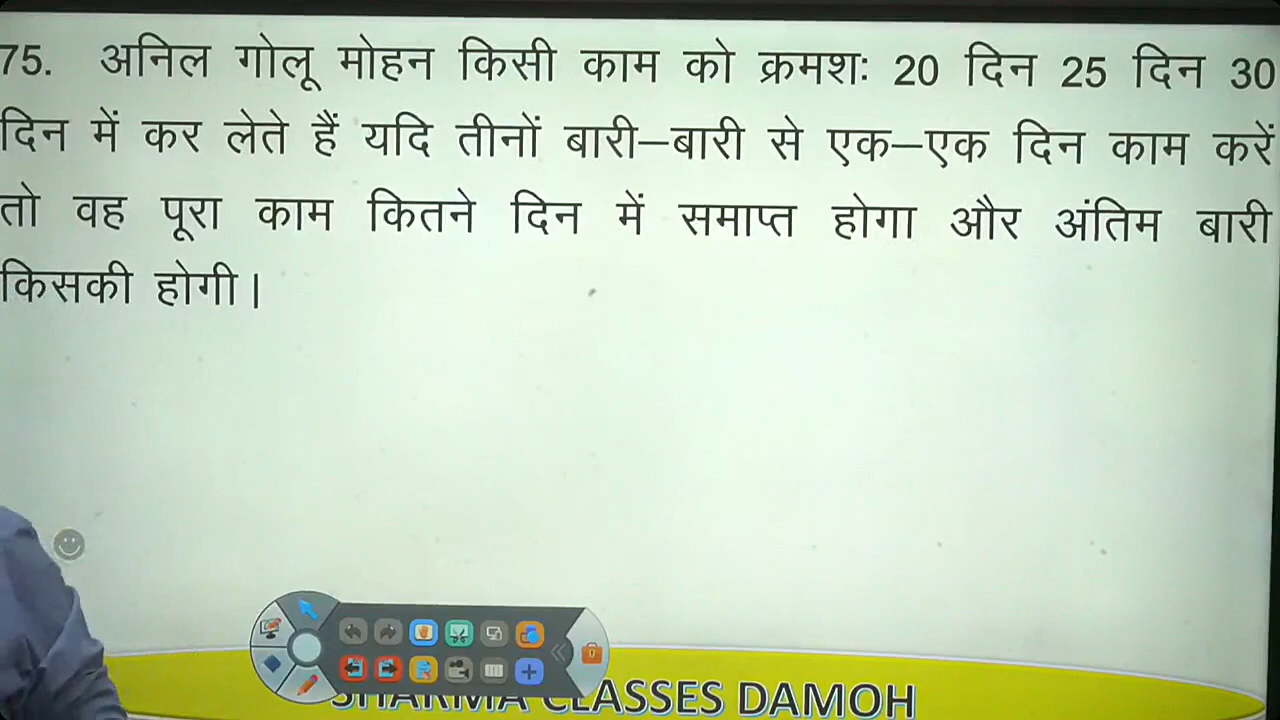 75. अनिल गोलू मोहन किसी काम को क्रमशः 20 दिन 25 दिन 30
दिन में कर लेते हैं यदि तीनों बारी–बारी से एक–एक दिन काम करें
तो वह पूरा काम कितने दिन में समाप्त होगा और अंतिम बारी
किसकी होगी।
SHARMA CLASSES DAMOH